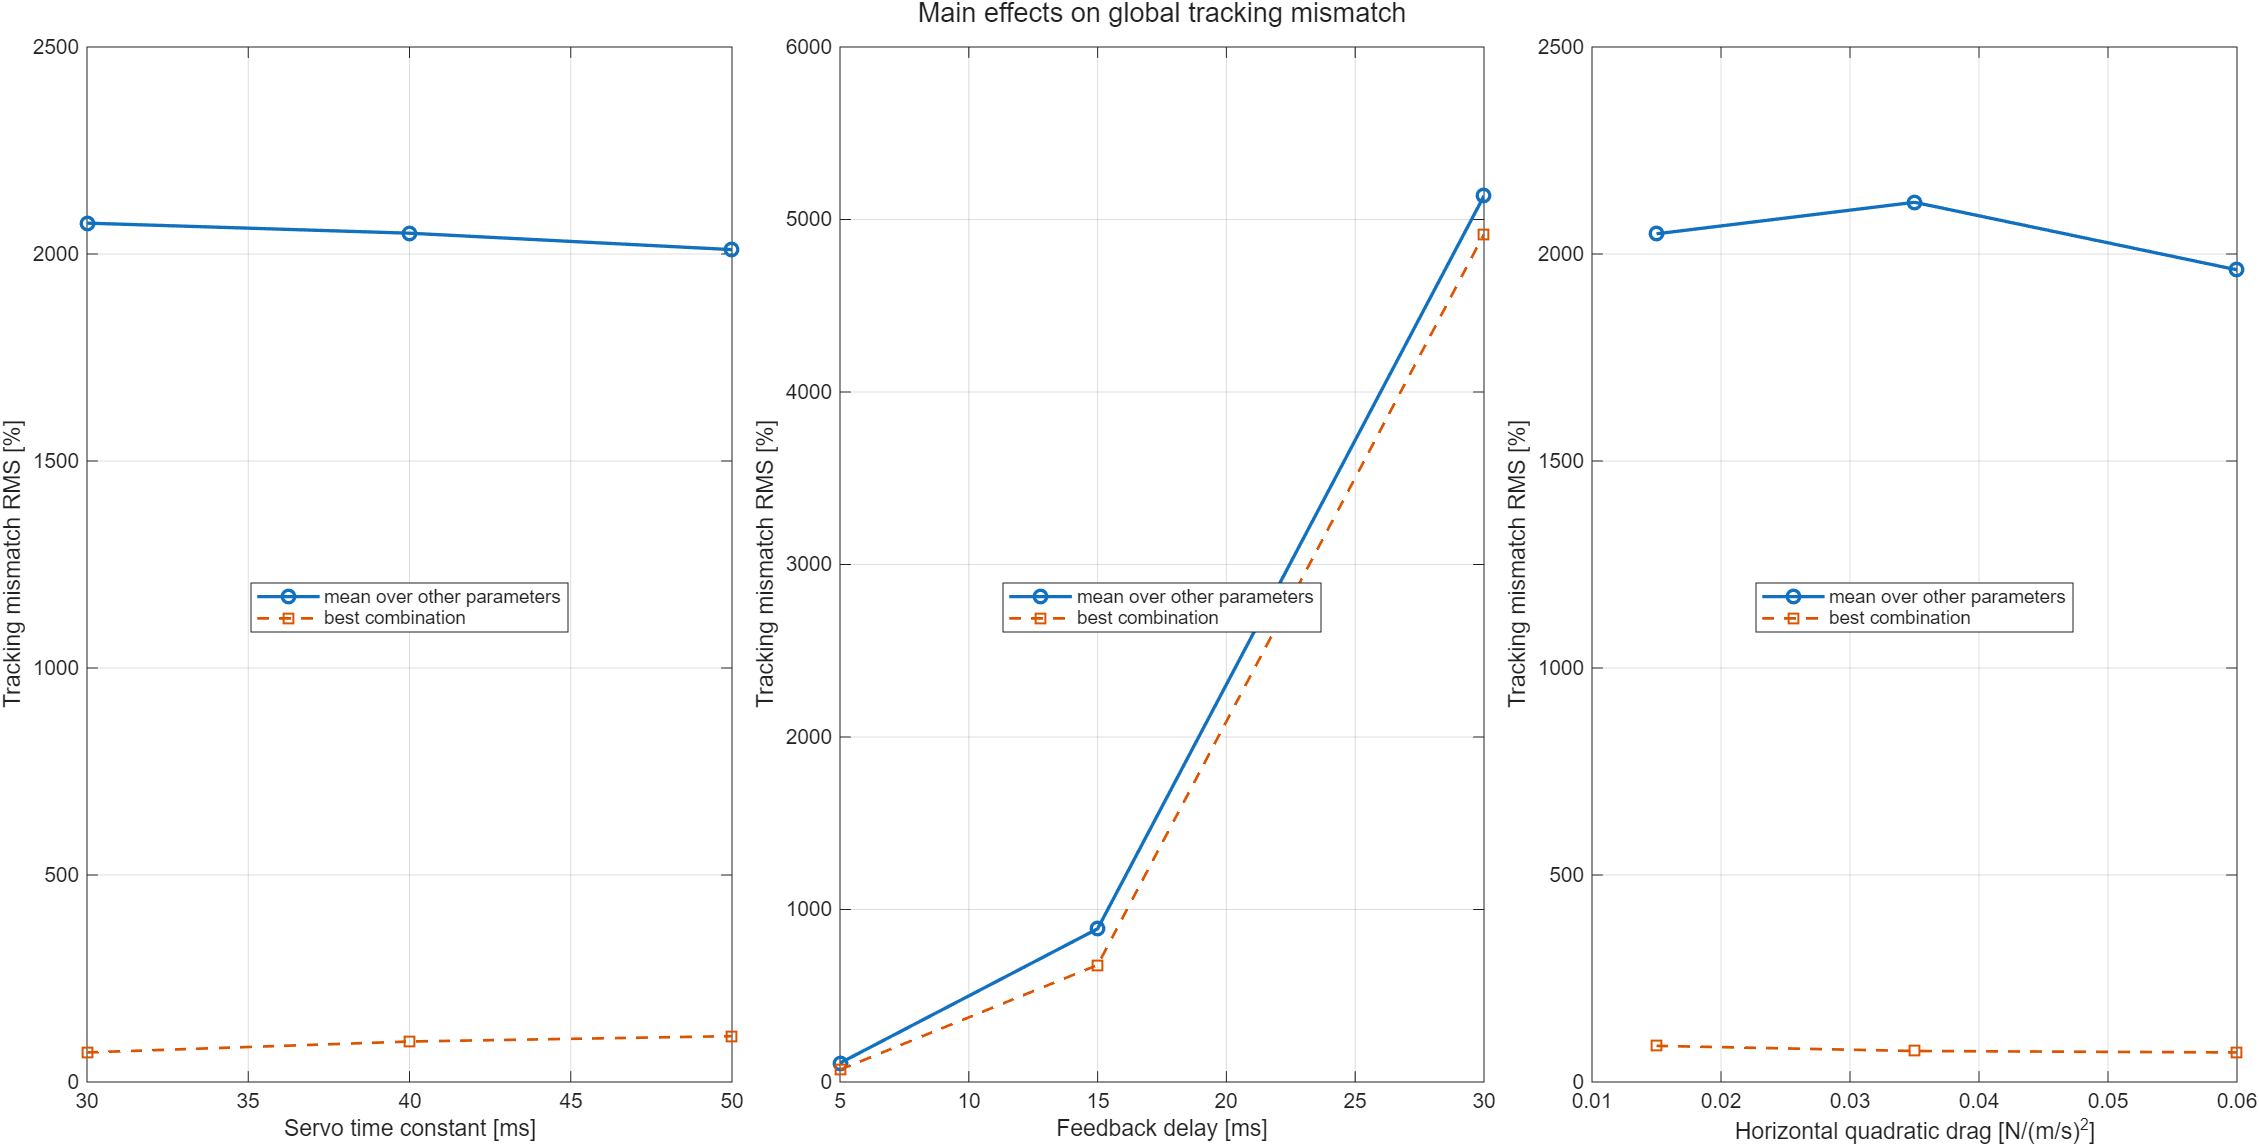 Main effects on global tracking mismatch
2500
2000
1500
1000
500
0
30
35
40
45
50
Tracking mismatch RMS [%]
Servo time constant [ms]
mean over other parameters
best combination
6000
5000
4000
3000
2000
1000
0
5
10
15
20
25
30
Tracking mismatch RMS [%]
Feedback delay [ms]
mean over other parameters
best combination
2500
2000
1500
1000
500
0
0.01
0.02
0.03
0.04
0.05
0.06
Tracking mismatch RMS [%]
Horizontal quadratic drag [N/(m/s)²]
mean over other parameters
best combination